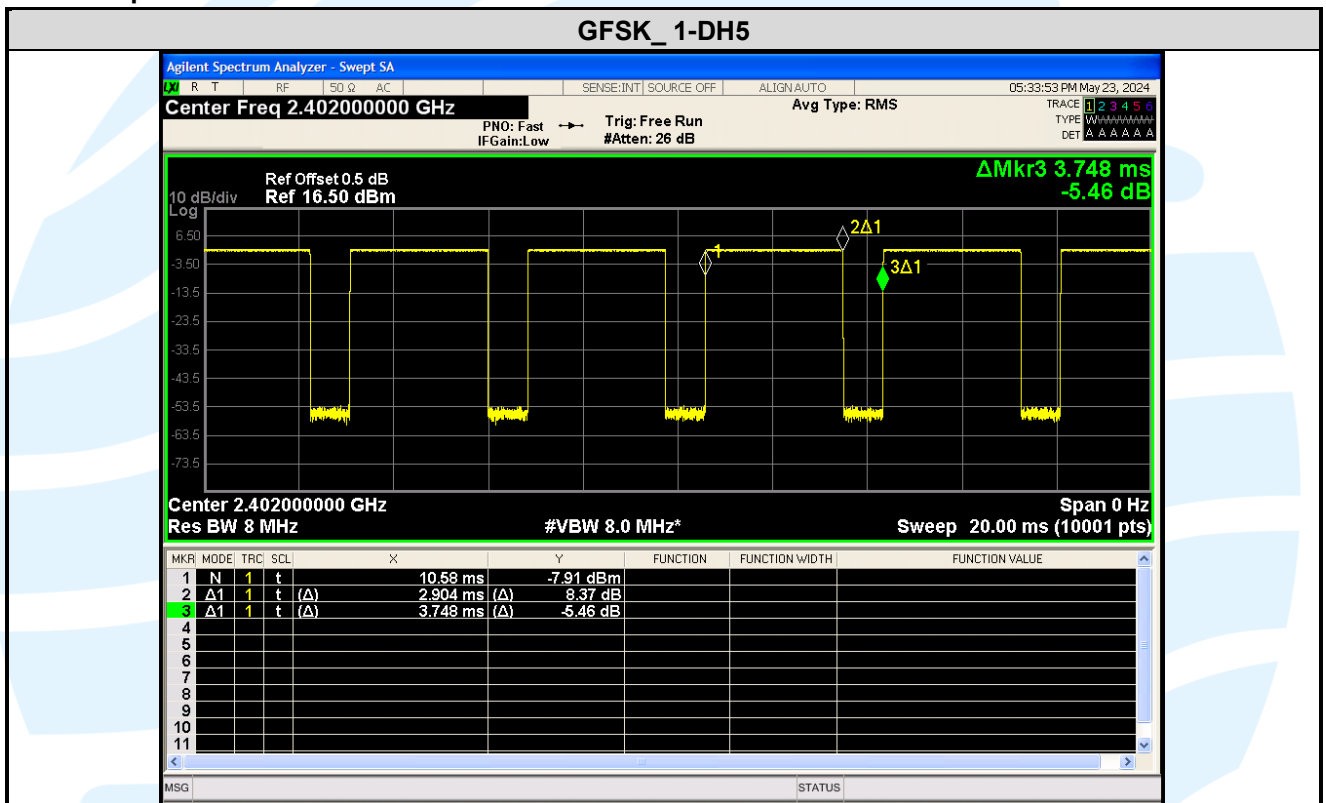 GFSK_ 1-DH5
Agilent Spectrum Analyzer - Swept SA
LXI R T RF 50 Ω AC SENSE:INT SOURCE OFF ALIGN AUTO 05:33:53 PM May 23, 2024
Center Freq 2.402000000 GHz Avg Type: RMS TRACE 1 2 3 4 5 6
PNO: Fast Trig: Free Run TYPE WWWWWW
IFGain:Low #Atten: 26 dB DET A A A A A A
ΔMkr3 3.748 ms
Ref Offset 0.5 dB
10 dB/div Ref 16.50 dBm -5.46 dB
Log
2Δ1
6.50
1
-3.50
3Δ1
-13.5
-23.5
-33.5
-43.5
-53.5
-63.5
-73.5
Center 2.402000000 GHz Span 0 Hz
Res BW 8 MHz #VBW 8.0 MHz* Sweep 20.00 ms (10001 pts)
MKR MODE TRC SCL X Y FUNCTION FUNCTION WIDTH FUNCTION VALUE
1 N 1 t 10.58 ms -7.91 dBm
2 Δ1 1 t (Δ) 2.904 ms (Δ) 8.37 dB
3 Δ1 1 t (Δ) 3.748 ms (Δ) -5.46 dB
4
5
6
7
8
9
10
11
MSG STATUS